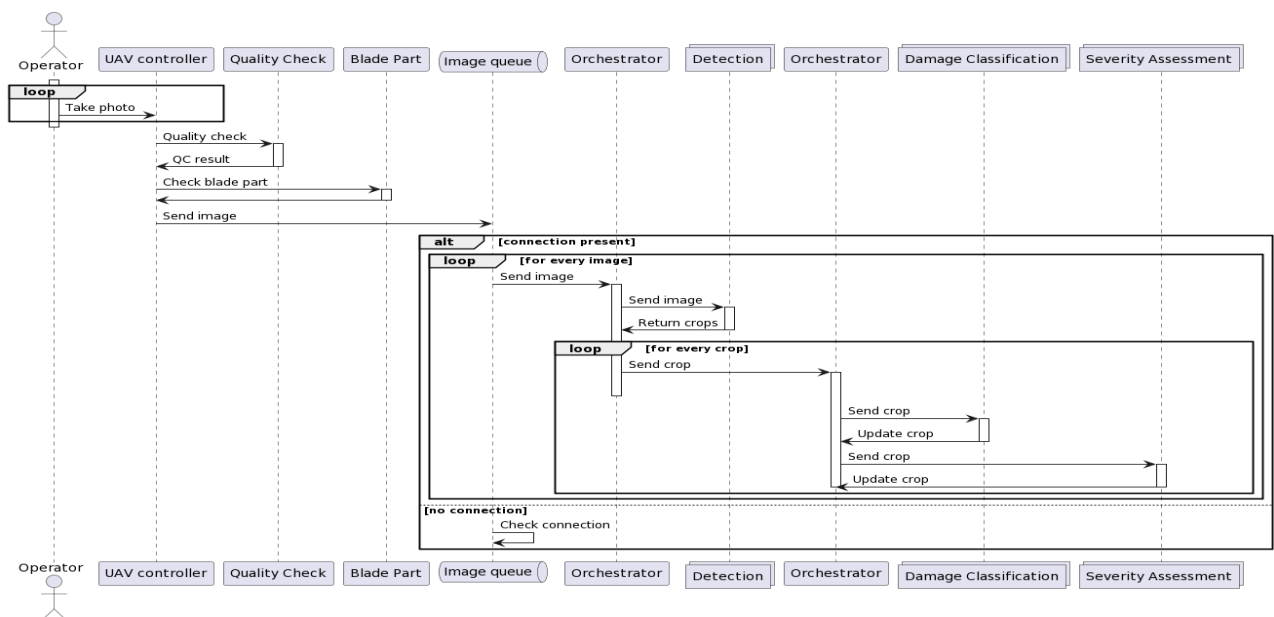 Operator
UAV controller
Quality Check
Blade Part
Image queue
Orchestrator
Detection
Orchestrator
Damage Classification
Severity Assessment
loop
Take photo
Quality check
QC result
Check blade part
Send image
alt [connection present]
loop [for every image]
Send image
Send image
Return crops
loop [for every crop]
Send crop
Send crop
Update crop
Send crop
Update crop
[no connection]
Check connection
Operator
UAV controller
Quality Check
Blade Part
Image queue
Orchestrator
Detection
Orchestrator
Damage Classification
Severity Assessment